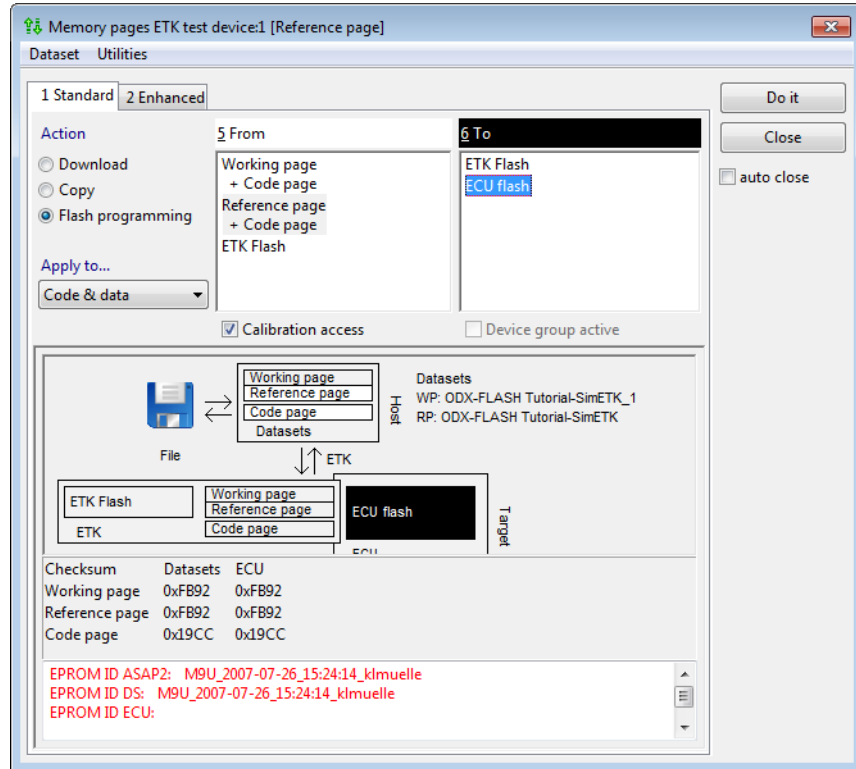 Memory pages ETK test device:1 [Reference page]
Dataset Utilities
1 Standard 2 Enhanced
Do it
Close
auto close
Action
Download
Copy
Flash programming
Apply to...
Code & data
5 From
Working page
+ Code page
Reference page
+ Code page
ETK Flash
Calibration access
6 To
ETK Flash
ECU flash
Device group active
File
Working page
Reference page
Code page
Datasets
Host
Datasets
WP: ODX-FLASH Tutorial-SimETK_1
RP: ODX-FLASH Tutorial-SimETK
ETK
ETK Flash
ETK
Working page
Reference page
Code page
ECU flash
ECU
Target
Checksum Datasets ECU
Working page 0xFB92 0xFB92
Reference page 0xFB92 0xFB92
Code page 0x19CC 0x19CC
EPROM ID ASAP2: M9U_2007-07-26_15:24:14_klmuelle
EPROM ID DS: M9U_2007-07-26_15:24:14_klmuelle
EPROM ID ECU: